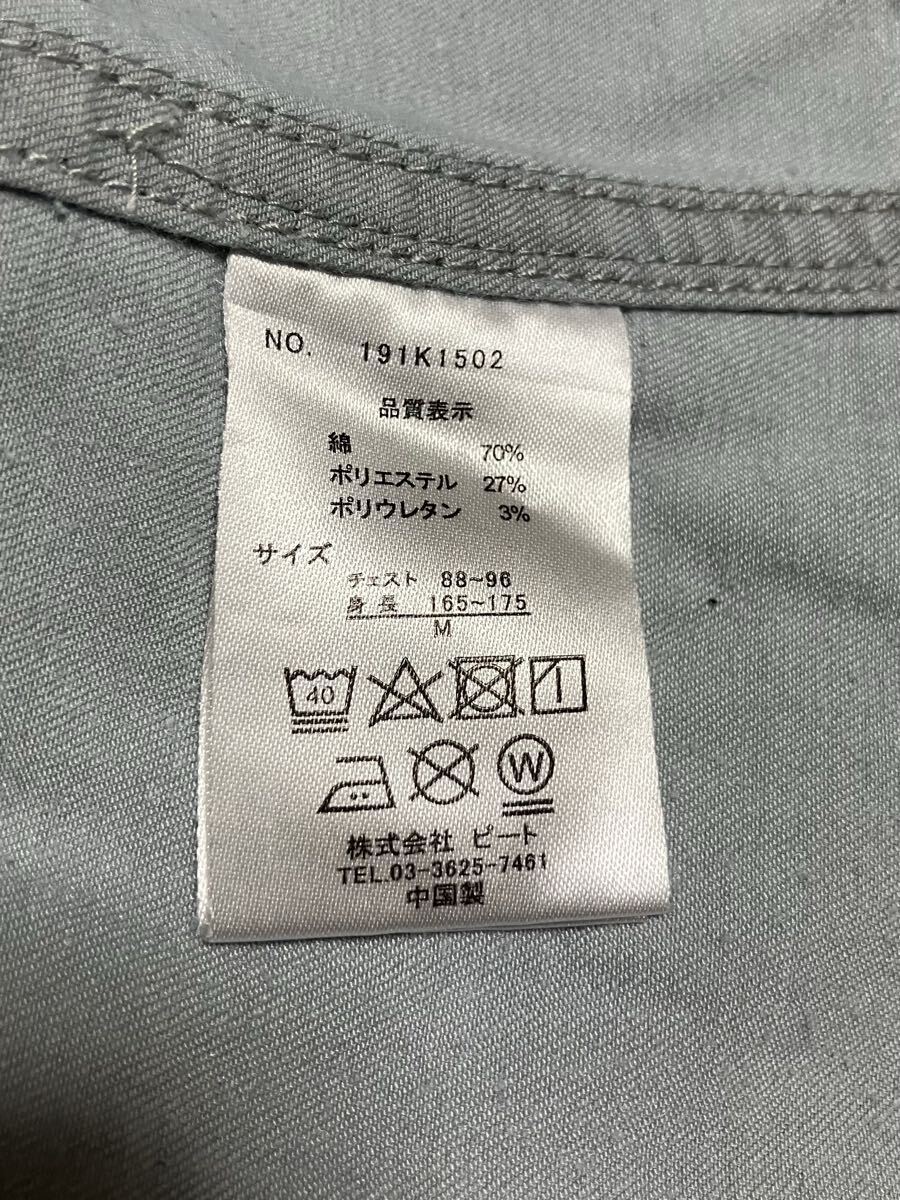 NO. 191K1502
品質表示
綿 70%
ポリエステル 27%
ポリウレタン 3%
サイズ
チェスト 88~96
身長 165~175
M
40
W
株式会社 ピート
TEL.03-3625-7461
中国製